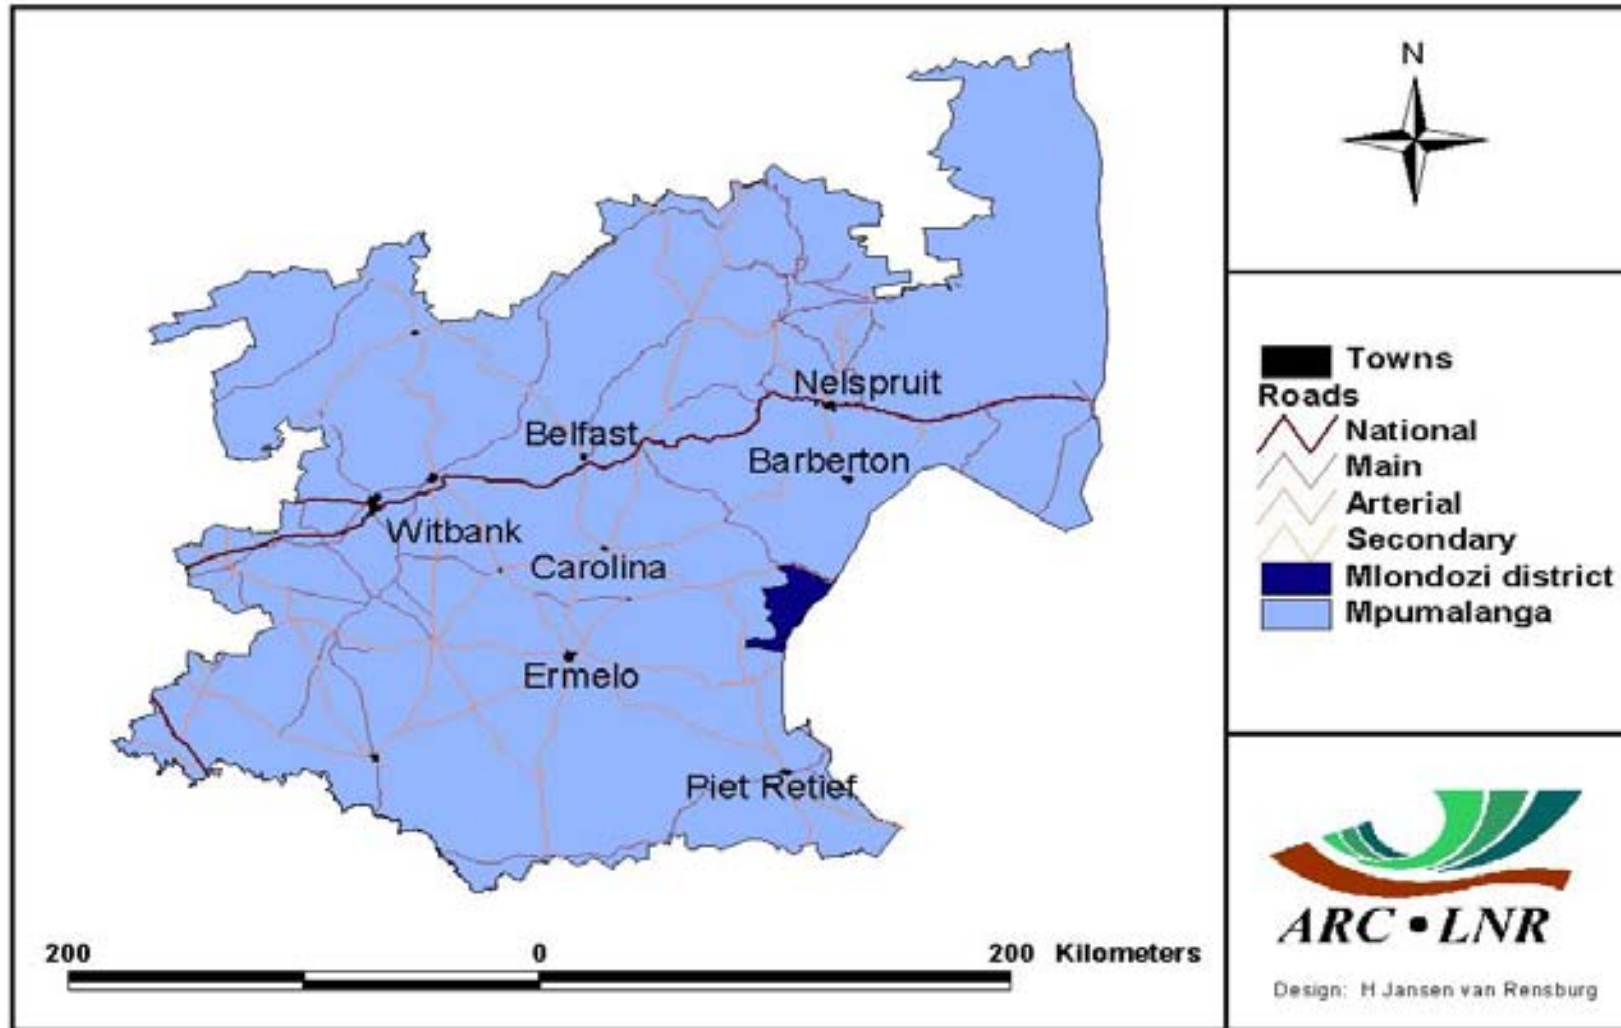 Nelspruit
Belfast
Barberton
Witbank
Carolina
Ermelo
Piet Retief
200 0 200 Kilometers
N
Towns
Roads
National
Main
Arterial
Secondary
Mlondozi district
Mpumalanga
ARC • LNR
Design: H Jansen van Rensburg